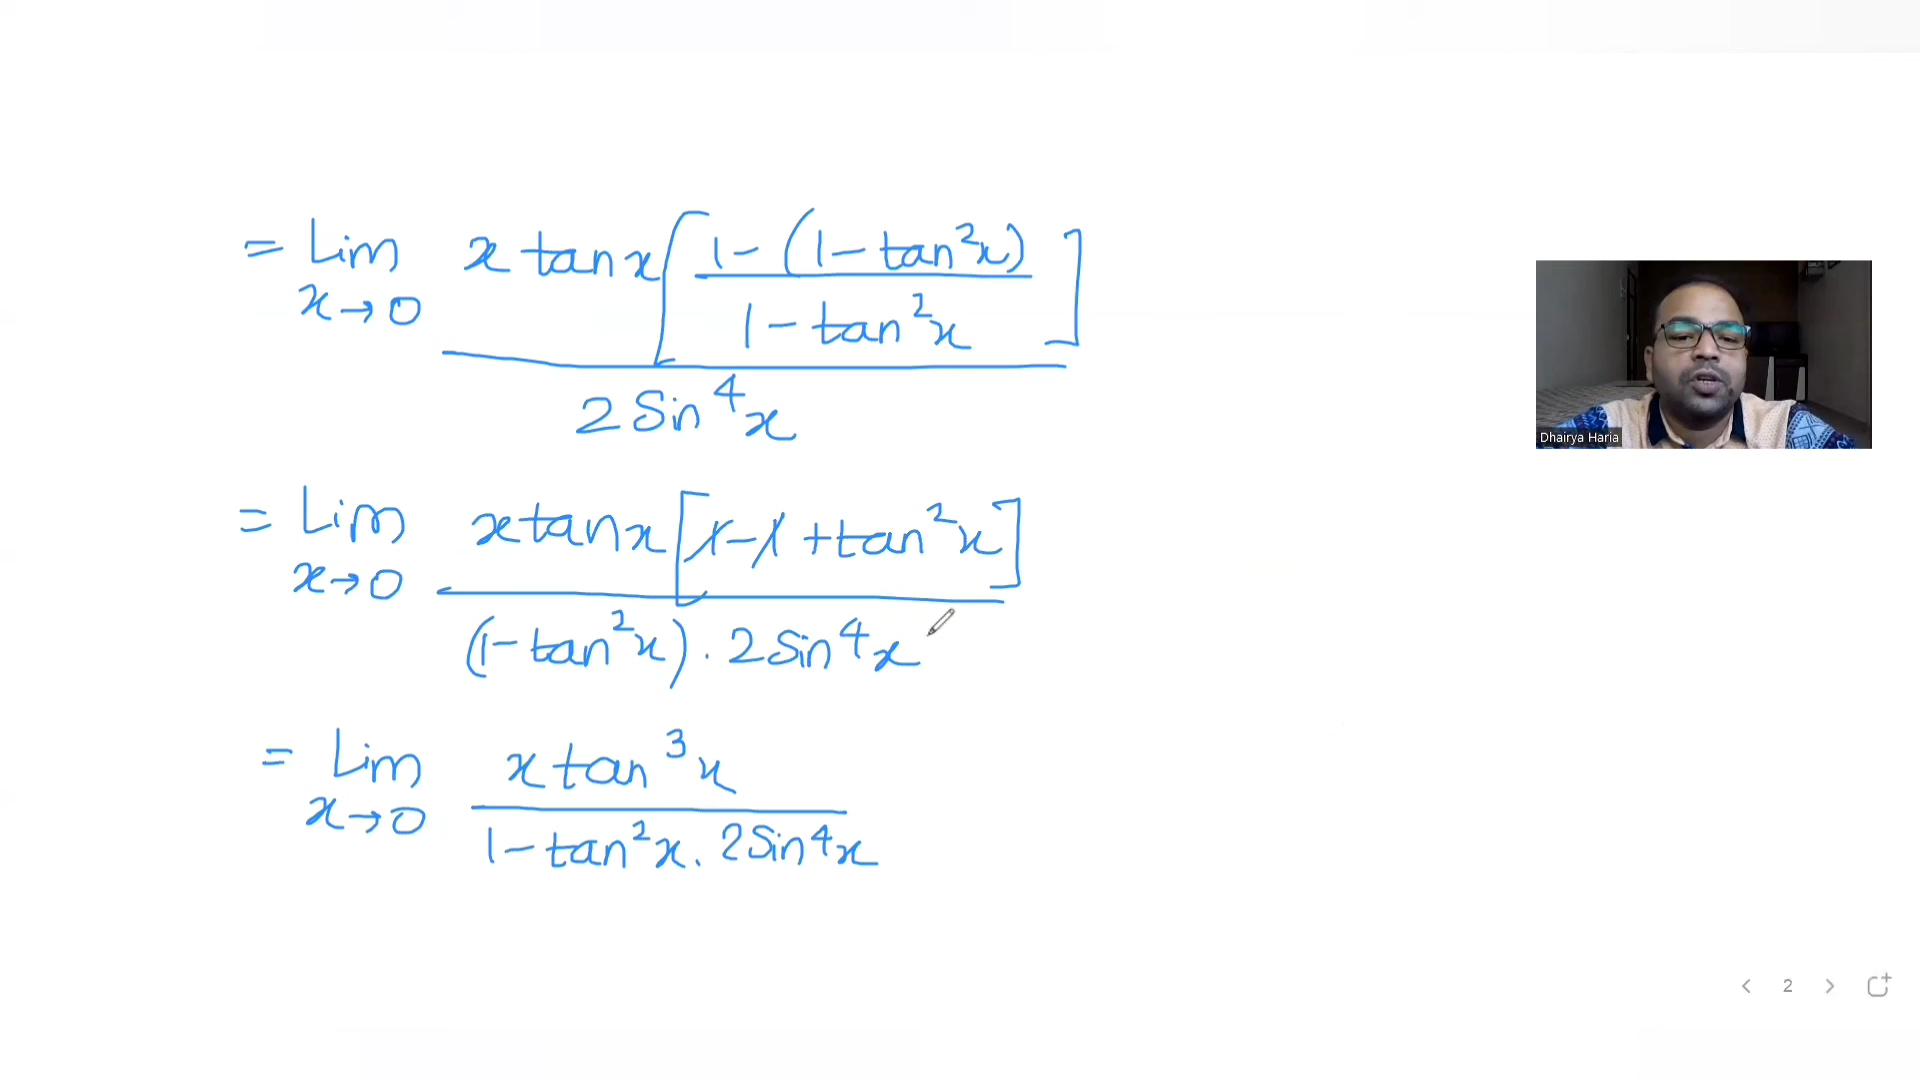 = Lim x tan x [ 1 - (1 - tan²x)
x→0 1 - tan²x ]
2 Sin⁴x
= Lim x tan x [1 - 1 + tan²x]
x→0 (1 - tan²x) . 2 Sin⁴x
= Lim x tan³x
x→0 1 - tan²x . 2 Sin⁴x
Dhairya Haria
2